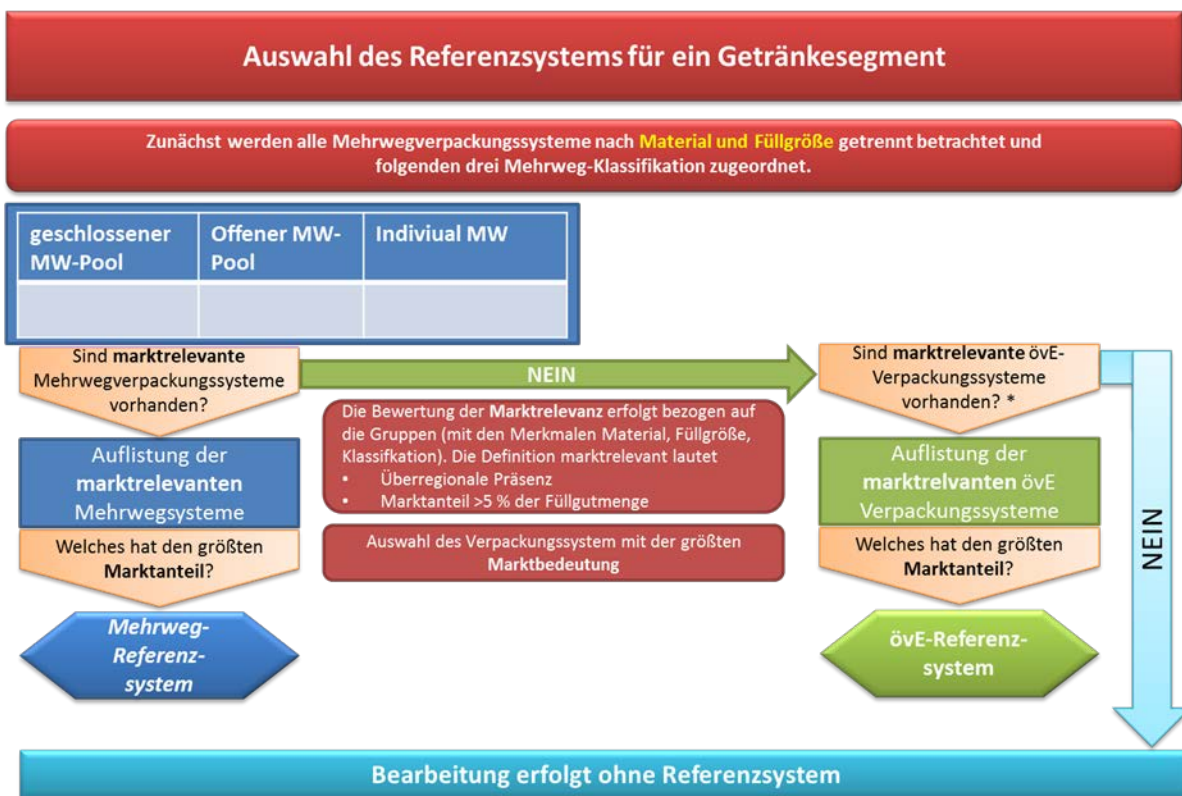 Auswahl des Referenzsystems für ein Getränkesegment
Zunächst werden alle Mehrwegverpackungssysteme nach Material und Füllgröße getrennt betrachtet und
folgenden drei Mehrweg-Klassifikation zugeordnet.
geschlossener
MW-Pool
Offener MW-
Pool
Indiviual MW
Sind marktrelevante
Mehrwegverpackungssysteme
vorhanden?
NEIN
Sind marktrelevante övE-
Verpackungssysteme
vorhanden? *
Die Bewertung der Marktrelevanz erfolgt bezogen auf
die Gruppen (mit den Merkmalen Material, Füllgröße,
Klassifkation). Die Definition marktrelevant lautet
• Überregionale Präsenz
• Marktanteil >5 % der Füllgutmenge
Auflistung der
marktrelevanten
Mehrwegsysteme
Auflistung der
marktrelvanten övE
Verpackungssysteme
NEIN
Auswahl des Verpackungssystem mit der größten
Marktbedeutung
Welches hat den größten
Marktanteil?
Welches hat den größten
Marktanteil?
Mehrweg-
Referenz-
system
övE-Referenz-
system
Bearbeitung erfolgt ohne Referenzsystem